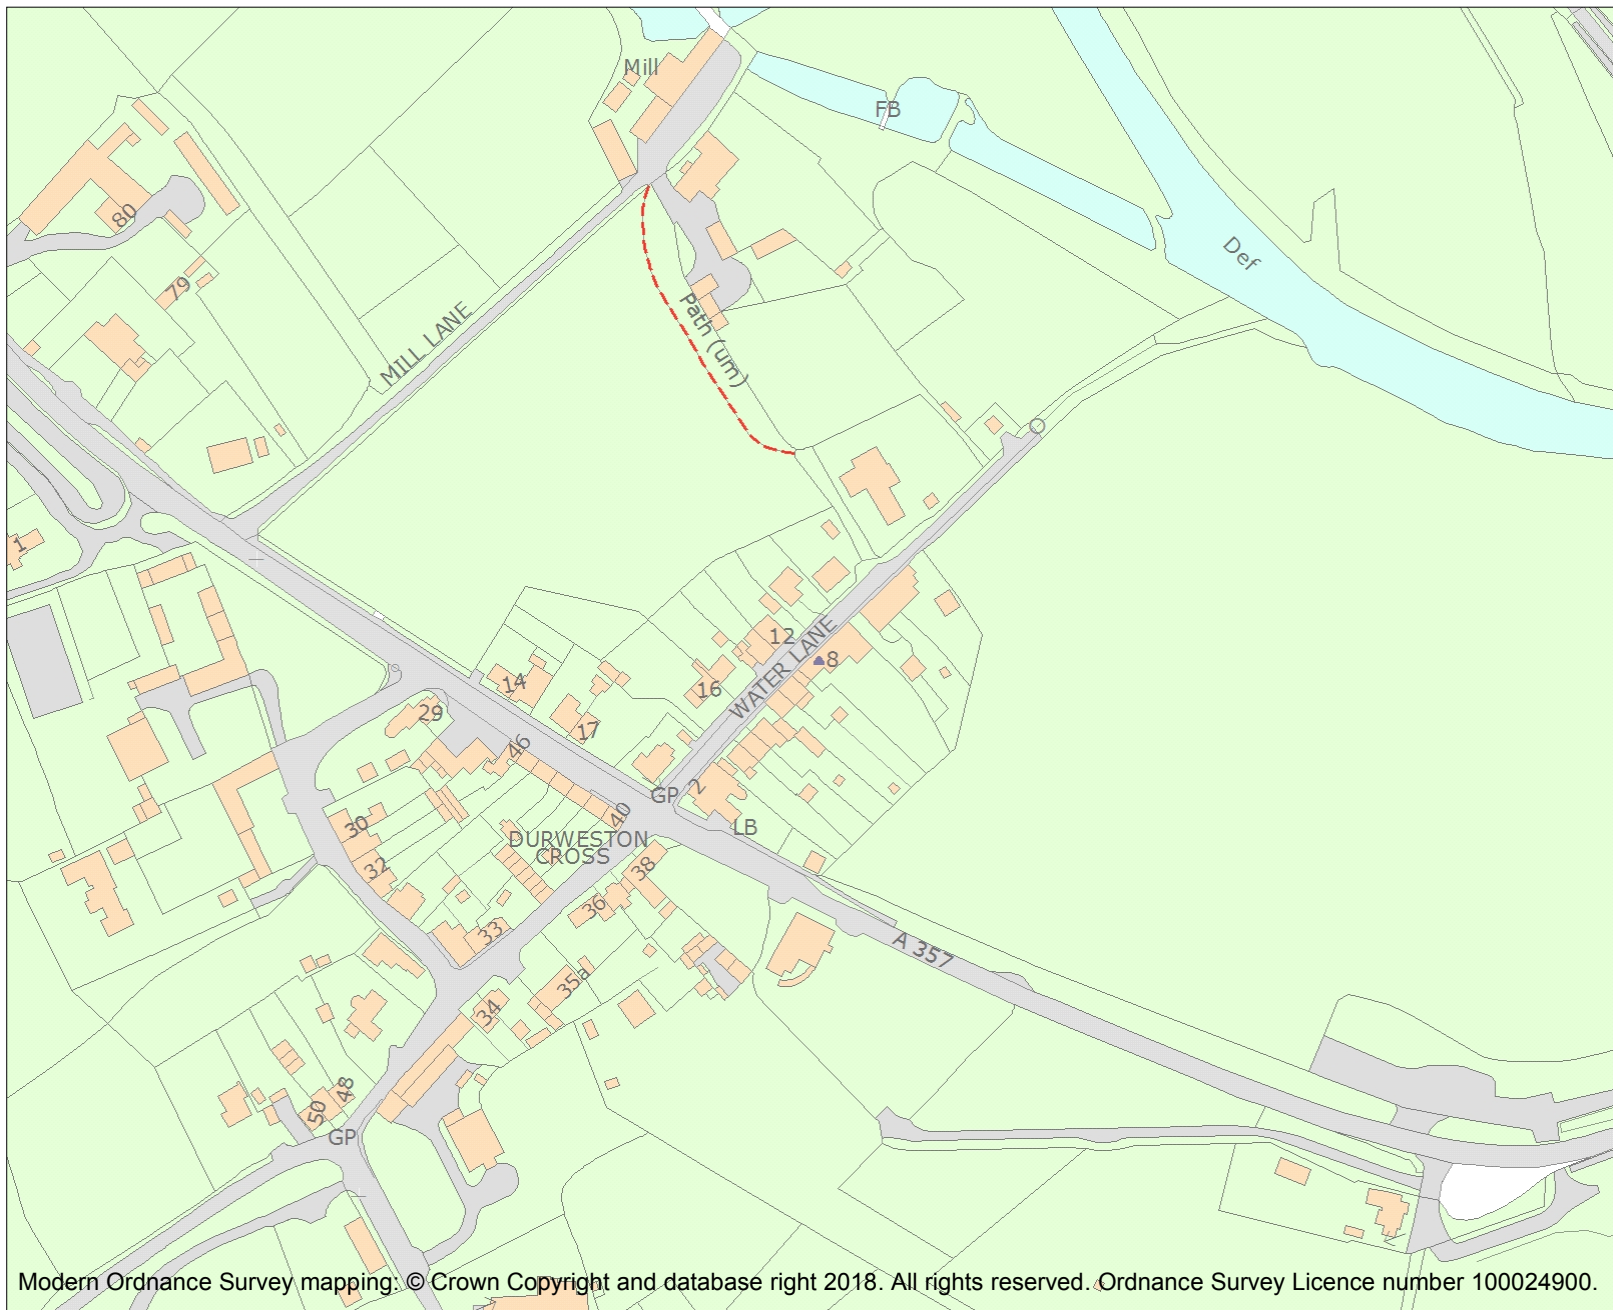 Mill
FB
80
Def
79
Path (um)
MILL LANE
1
12
WATER LANE
8
14
16
29
17
46
2
GP
40
LB
30
DURWESTON
CROSS
32
38
36
33
A 357
35a
34
48
50
GP
Modern Ordnance Survey mapping: © Crown Copyright and database right 2018. All rights reserved. Ordnance Survey Licence number 100024900.